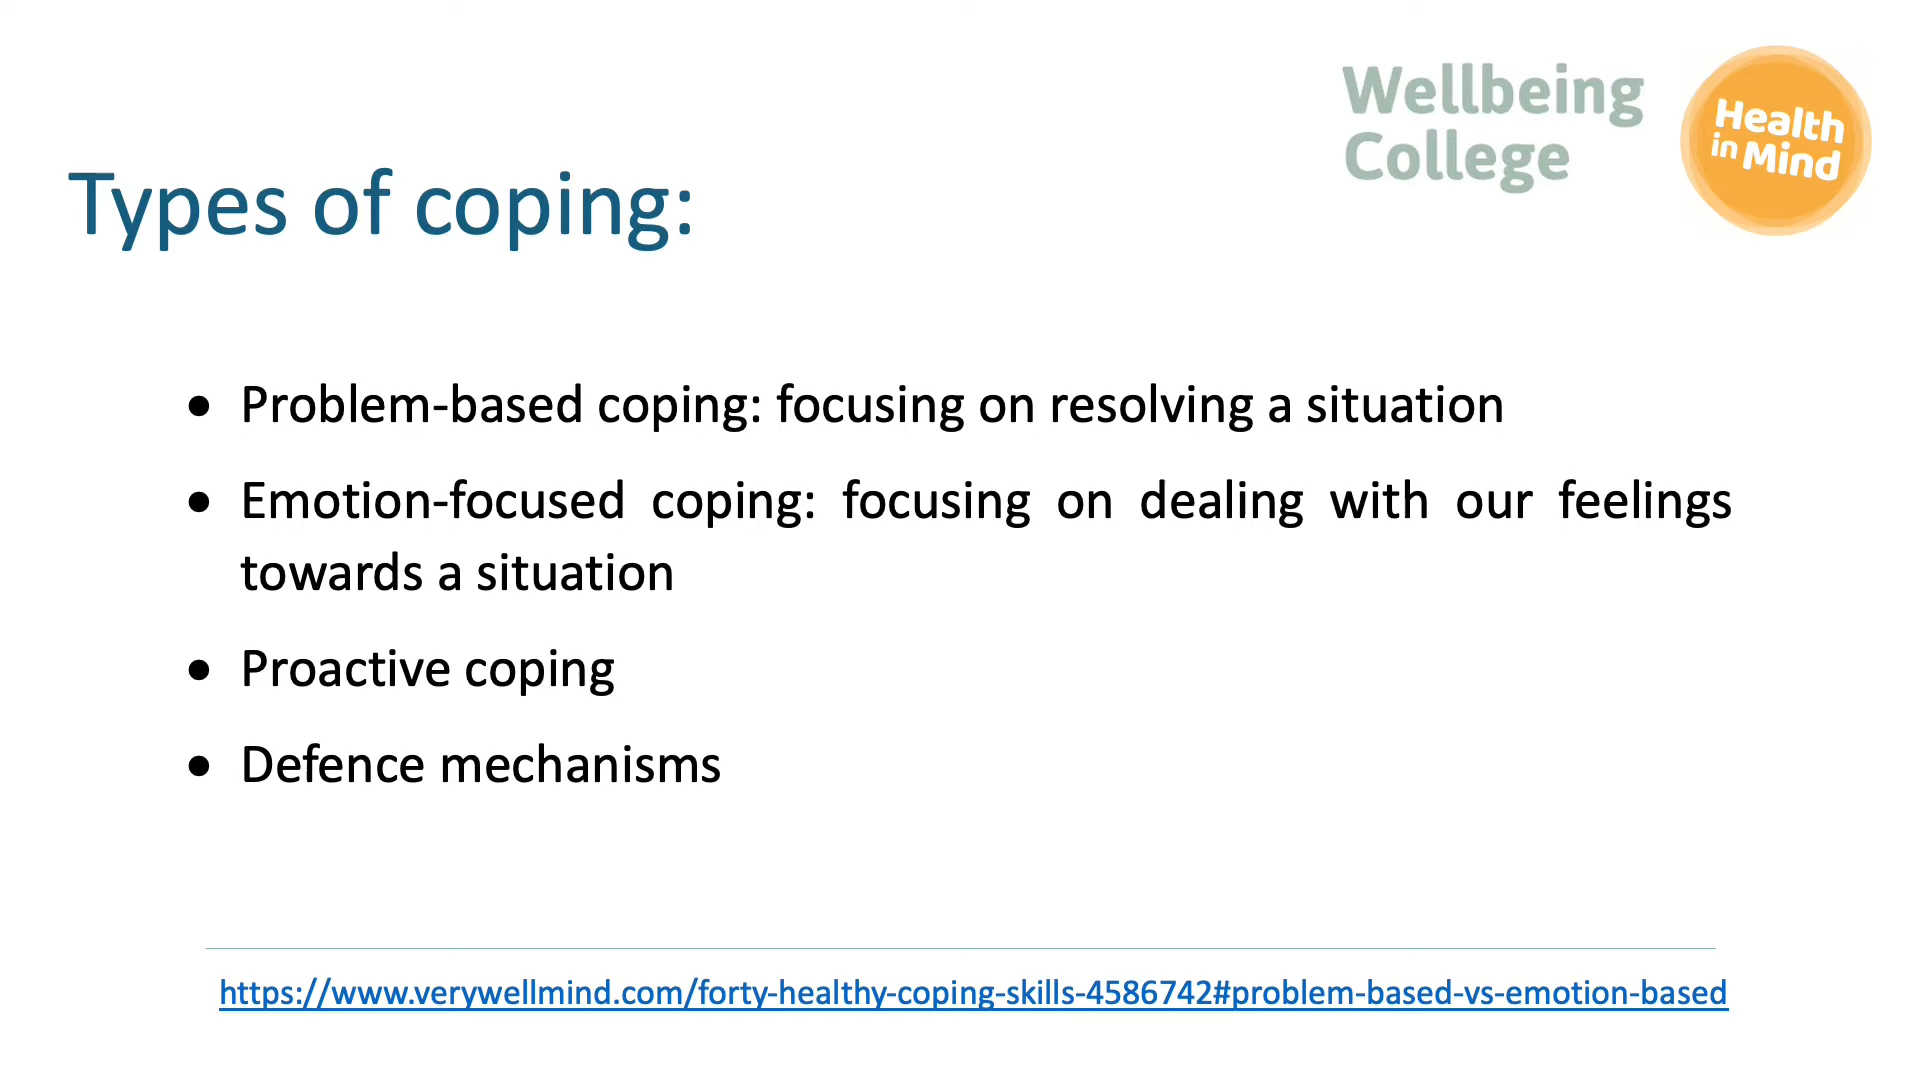 Wellbeing
College
Health
in Mind
Types of coping:
• Problem-based coping: focusing on resolving a situation
• Emotion-focused coping: focusing on dealing with our feelings
towards a situation
• Proactive coping
• Defence mechanisms
https://www.verywellmind.com/forty-healthy-coping-skills-4586742#problem-based-vs-emotion-based